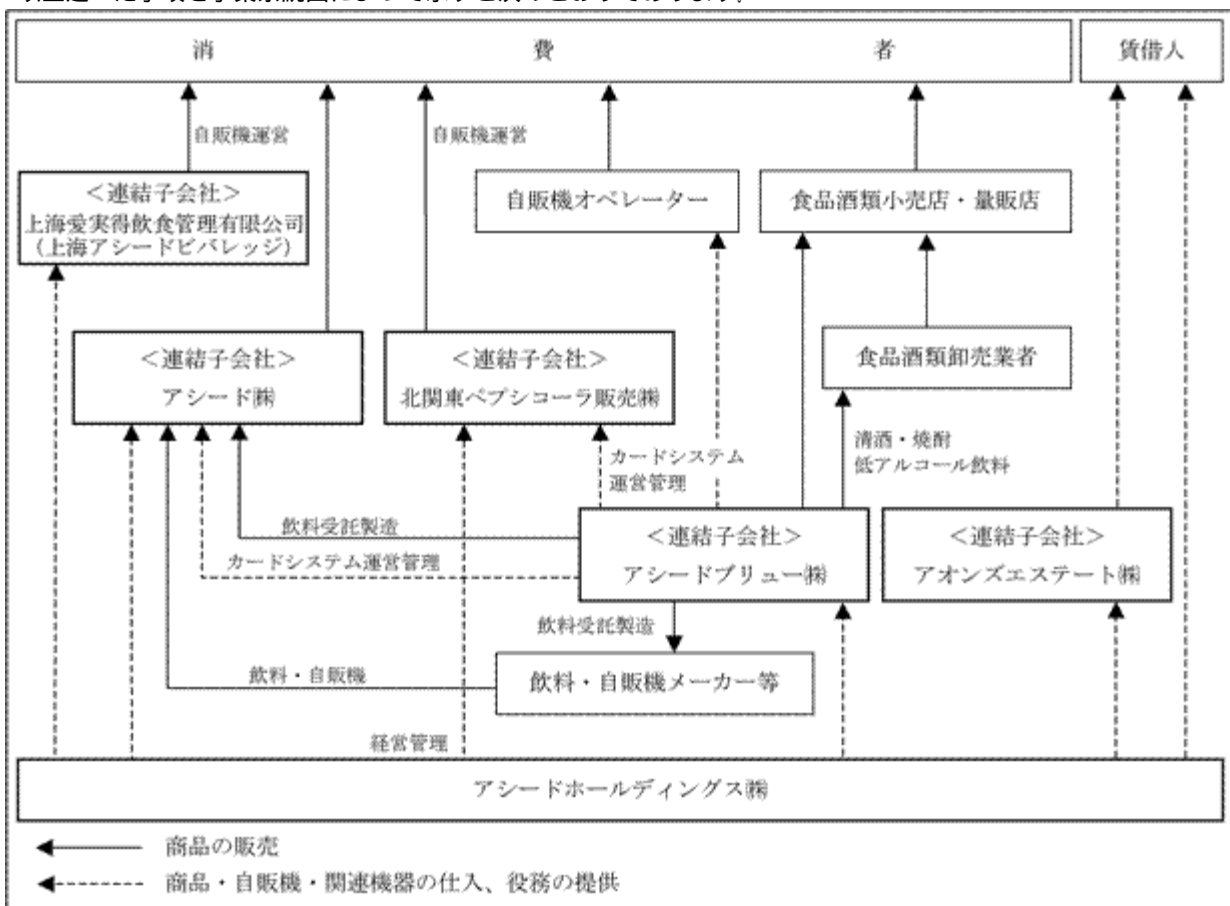 消費者
賃借人
自販機運営
自販機運営
＜連結子会社＞
上海愛実得飲食管理有限公司
（上海アシードビバレッジ）
自販機オペレーター
食品酒類小売店・量販店
＜連結子会社＞
アシード㈱
＜連結子会社＞
北関東ペプシコーラ販売㈱
食品酒類卸売業者
カードシステム
運営管理
清酒・焼酎
低アルコール飲料
飲料受託製造
カードシステム運営管理
＜連結子会社＞
アシードブリュー㈱
＜連結子会社＞
アオンズエステート㈱
飲料受託製造
飲料・自販機
飲料・自販機メーカー等
経営管理
アシードホールディングス㈱
商品の販売
商品・自販機・関連機器の仕入、役務の提供